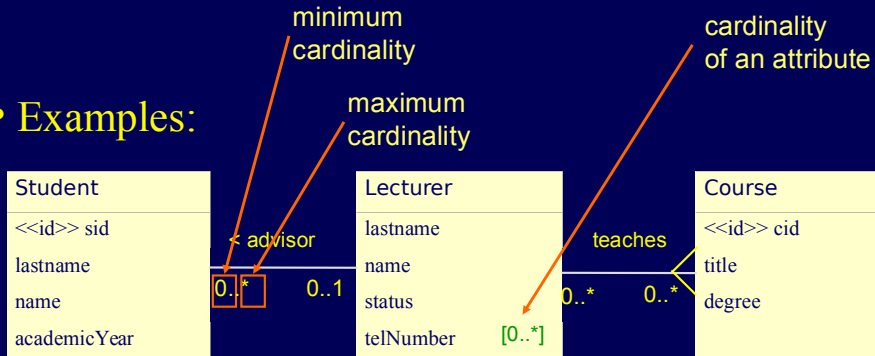 minimum
cardinality
cardinality
of an attribute
• Examples:
maximum
cardinality
Student
<<id>> sid
lastname
name
academicYear
< advisor
0..*
0..1
Lecturer
lastname
name
status
telNumber [0..*]
teaches
0..*
0..*
Course
<<id>> cid
title
degree